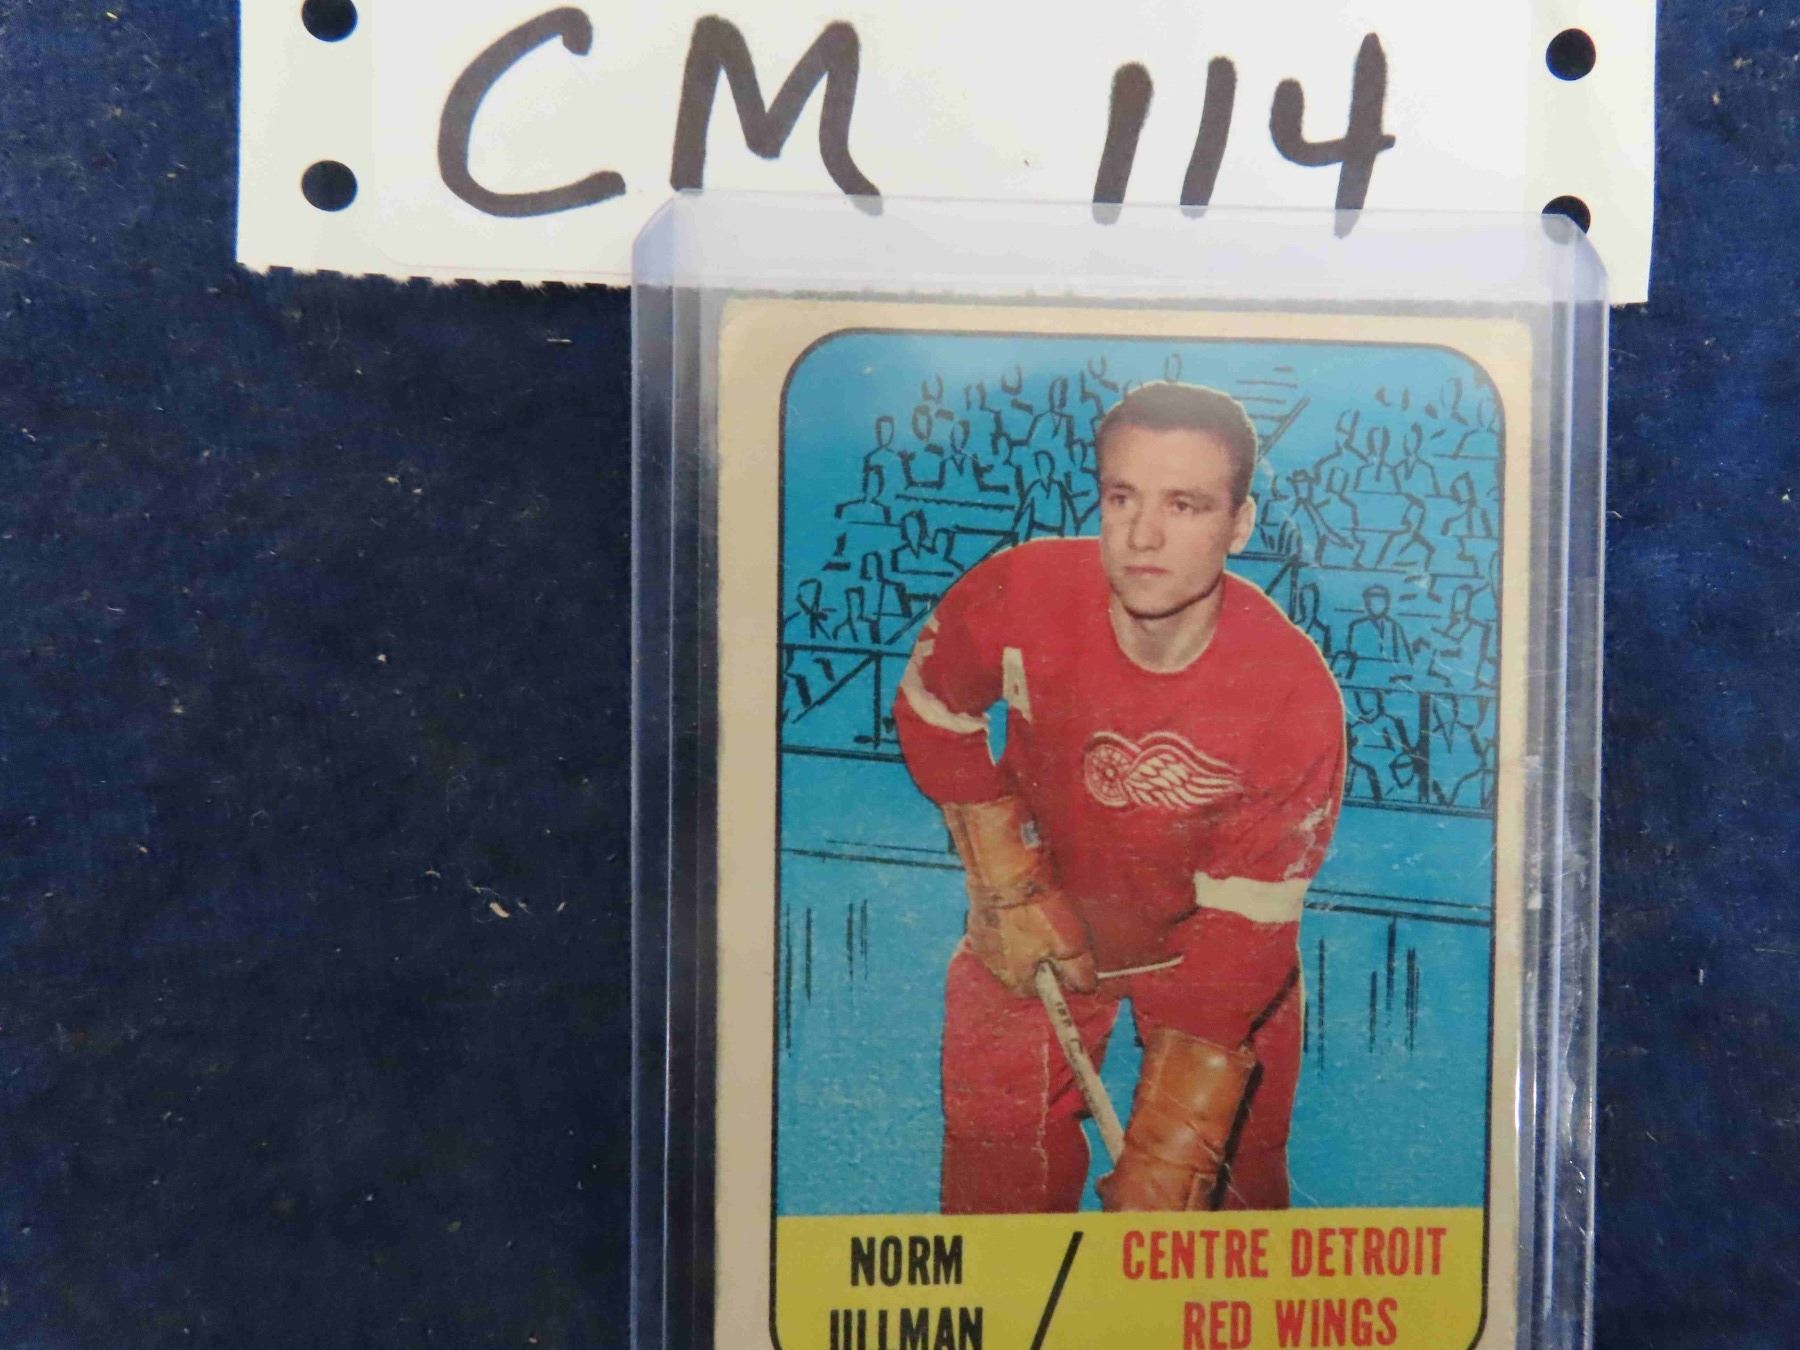 CM 114
A
NORM / CENTRE DETROIT
ULLMAN RED WINGS